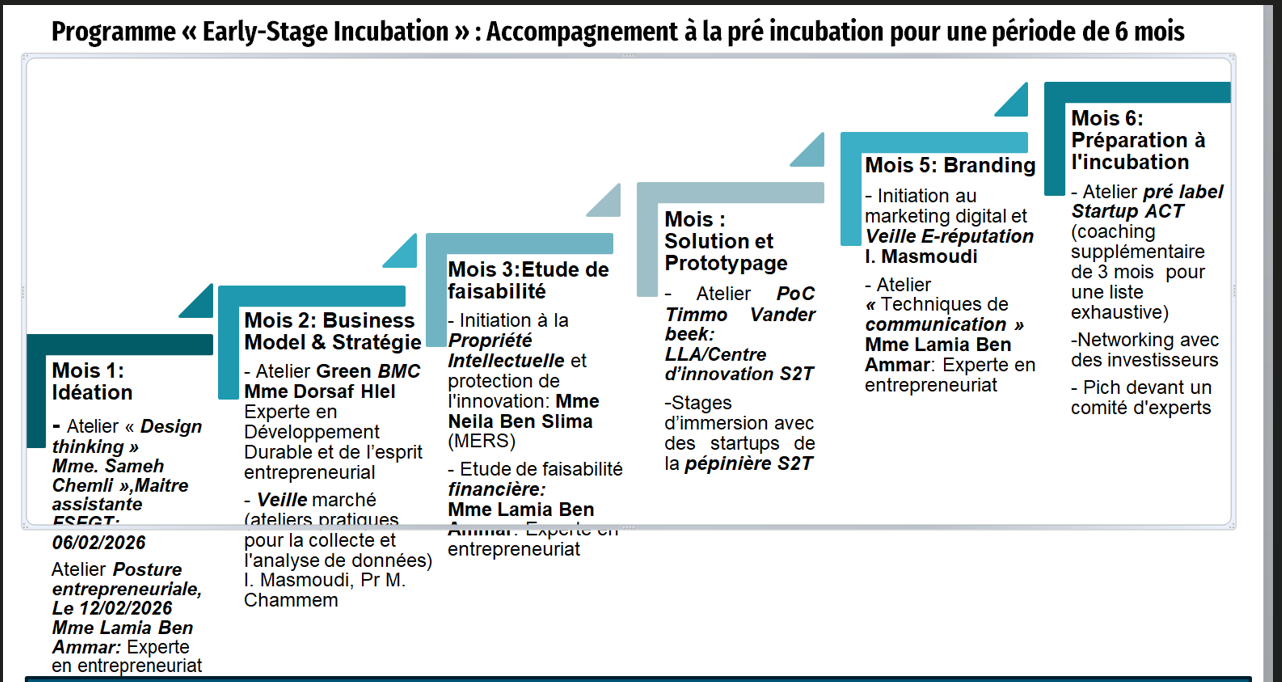 Programme « Early-Stage Incubation » : Accompagnement à la pré incubation pour une période de 6 mois
Mois 1:
Idéation
- Atelier « Design
thinking »
Mme. Sameh
Chemli »,Maitre
assistante
FSEGT:
06/02/2026
Atelier Posture
entrepreneuriale,
Le 12/02/2026
Mme Lamia Ben
Ammar: Experte
en entrepreneuriat
Mois 2: Business
Model & Stratégie
- Atelier Green BMC
Mme Dorsaf Hlel
Experte en
Développement
Durable et de l'esprit
entrepreneurial
- Veille marché
(ateliers pratiques
pour la collecte et
l'analyse de données)
I. Masmoudi, Pr M.
Chammem
Mois 3:Etude de
faisabilité
- Initiation à la
Propriété
Intellectuelle et
protection de
l'innovation: Mme
Neila Ben Slima
(MERS)
- Etude de faisabilité
financière:
Mme Lamia Ben
Ammar: Experte en
entrepreneuriat
Mois :
Solution et
Prototypage
- Atelier PoC
Timmo Vander
beek:
LLA/Centre
d'innovation S2T
-Stages
d'immersion avec
des startups de
la pépinière S2T
Mois 5: Branding
- Initiation au
marketing digital et
Veille E-réputation
I. Masmoudi
- Atelier
« Techniques de
communication »
Mme Lamia Ben
Ammar: Experte en
entrepreneuriat
Mois 6:
Préparation à
l'incubation
- Atelier pré label
Startup ACT
(coaching
supplémentaire
de 3 mois pour
une liste
exhaustive)
-Networking avec
des investisseurs
- Pich devant un
comité d'experts